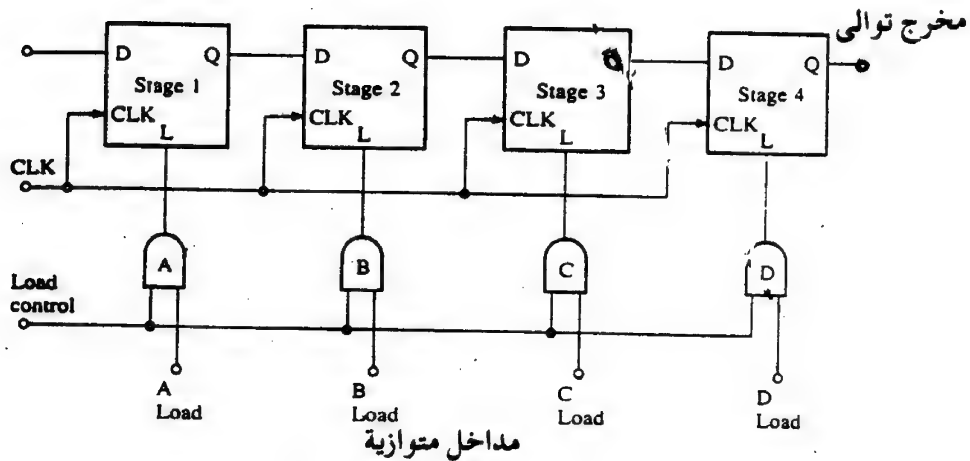 مخرج توالى
D Q D Q D Q D Q
Stage 1 Stage 2 Stage 3 Stage 4
CLK CLK CLK CLK
L L L L
CLK
A B C D
Load
control
A B C D
Load Load Load Load
مداخل متوازية